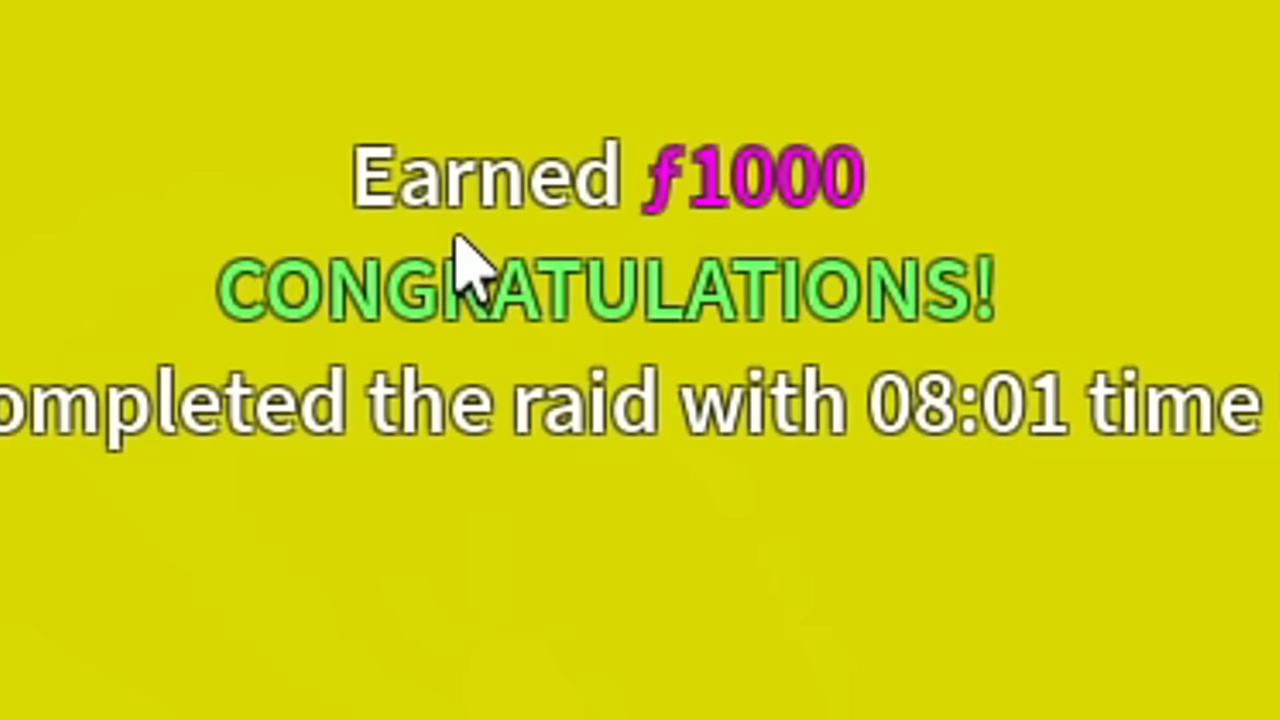 Earned ƒ1000
CONGRATULATIONS!
ompleted the raid with 08:01 time